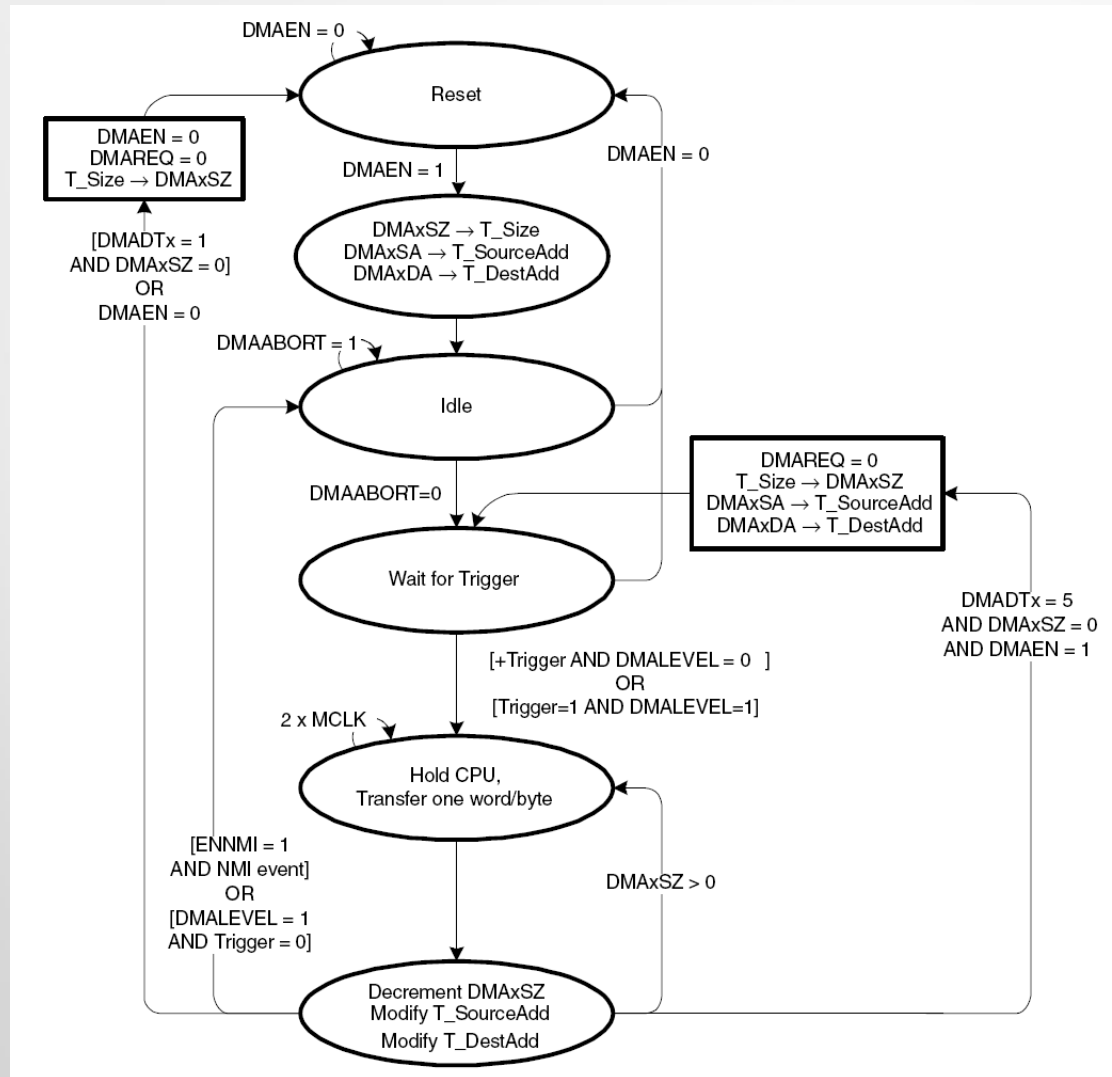 DMAEN = 0
Reset
DMAEN = 0
DMAREQ = 0
T_Size → DMAxSZ
DMAEN = 0
DMAEN = 1
[DMADTx = 1
AND DMAxSZ = 0]
OR
DMAEN = 0
DMAxSZ → T_Size
DMAxSA → T_SourceAdd
DMAxDA → T_DestAdd
DMAABORT = 1
Idle
DMAABORT=0
DMAREQ = 0
T_Size → DMAxSZ
DMAxSA → T_SourceAdd
DMAxDA → T_DestAdd
Wait for Trigger
DMADTx = 5
AND DMAxSZ = 0
AND DMAEN = 1
[+Trigger AND DMALEVEL = 0 ]
OR
[Trigger=1 AND DMALEVEL=1]
2 x MCLK
Hold CPU,
Transfer one word/byte
[ENNMI = 1
AND NMI event]
OR
[DMALEVEL = 1
AND Trigger = 0]
DMAxSZ > 0
Decrement DMAxSZ
Modify T_SourceAdd
Modify T_DestAdd